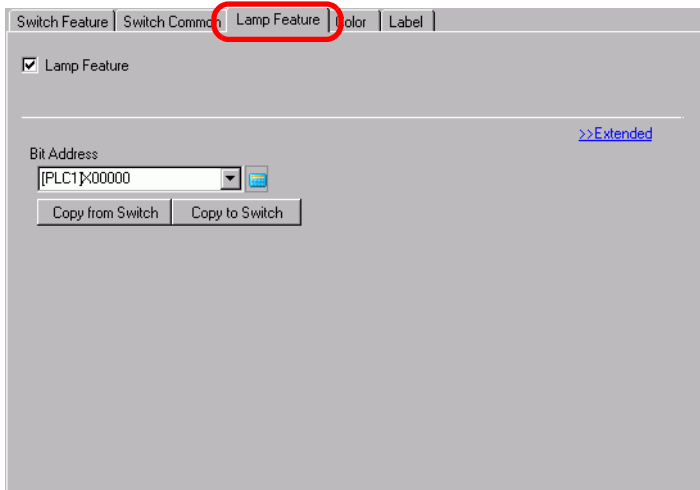 Switch Feature Switch Common Lamp Feature Color Label
Lamp Feature
>>Extended
Bit Address
[PLC1]X00000
Copy from Switch Copy to Switch